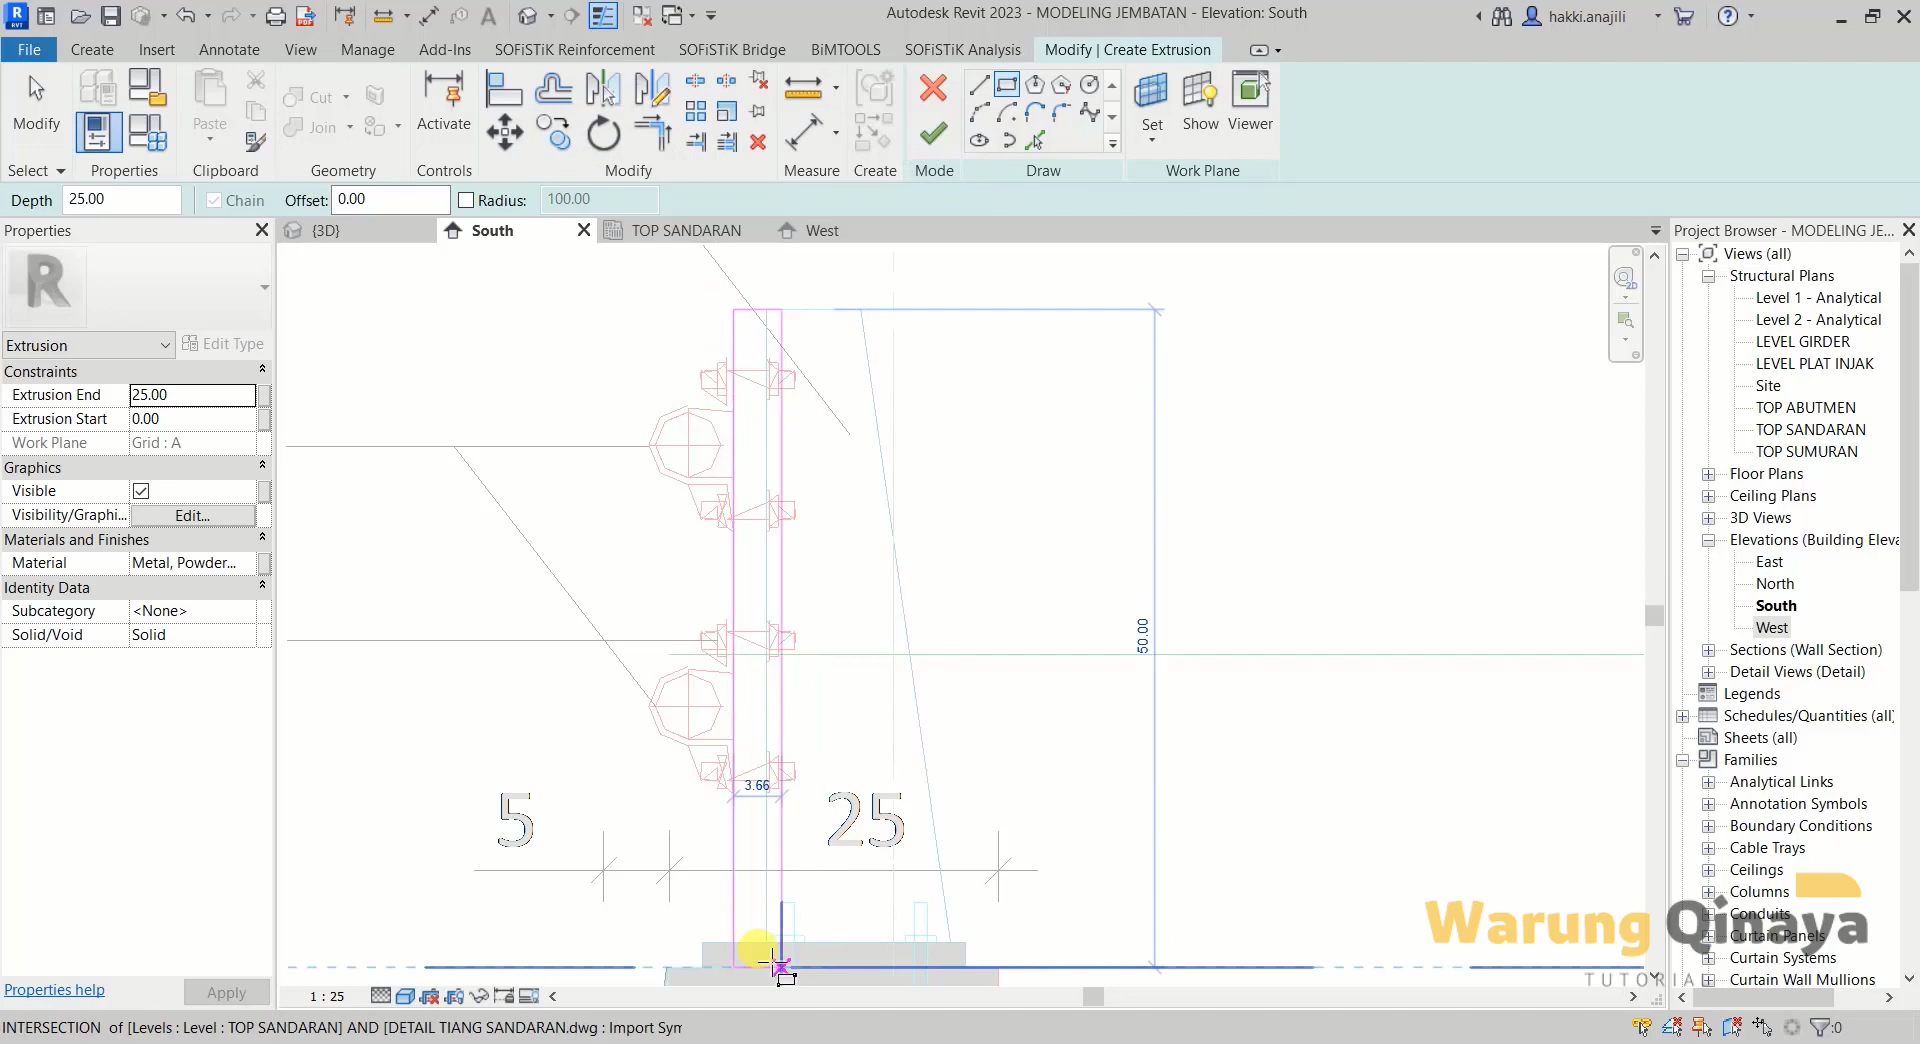 Autodesk Revit 2023 - MODELING JEMBATAN - Elevation: South
hakki.anajili
File Create Insert Annotate View Manage Add-Ins SOFiSTiK Reinforcement SOFiSTiK Bridge BiMTOOLS SOFiSTiK Analysis Modify | Create Extrusion
Modify
Cut
Join
Paste
Activate
Set Show Viewer
Select Properties Clipboard Geometry Controls Modify Measure Create Mode Draw Work Plane
Depth 25.00 Chain Offset: 0.00 Radius: 100.00
Properties
{3D} South TOP SANDARAN West
Project Browser - MODELING JE...
R
Extrusion Edit Type
Constraints
Extrusion End 25.00
Extrusion Start 0.00
Work Plane Grid : A
Graphics
Visible
Visibility/Graphi... Edit...
Materials and Finishes
Material Metal, Powder...
Identity Data
Subcategory <None>
Solid/Void Solid
Properties help Apply
50.00
3.66
5 25
2D
Views (all)
Structural Plans
Level 1 - Analytical
Level 2 - Analytical
LEVEL GIRDER
LEVEL PLAT INJAK
Site
TOP ABUTMEN
TOP SANDARAN
TOP SUMURAN
Floor Plans
Ceiling Plans
3D Views
Elevations (Building Eleva
East
North
South
West
Sections (Wall Section)
Detail Views (Detail)
Legends
Schedules/Quantities (all)
Sheets (all)
Families
Analytical Links
Annotation Symbols
Boundary Conditions
Cable Trays
Ceilings
Columns
Conduits
Curtain Panels
Curtain Systems
Curtain Wall Mullions
Warung Qinaya
TUTORIAL
1 : 25
INTERSECTION of [Levels : Level : TOP SANDARAN] AND [DETAIL TIANG SANDARAN.dwg : Import Sym
:0